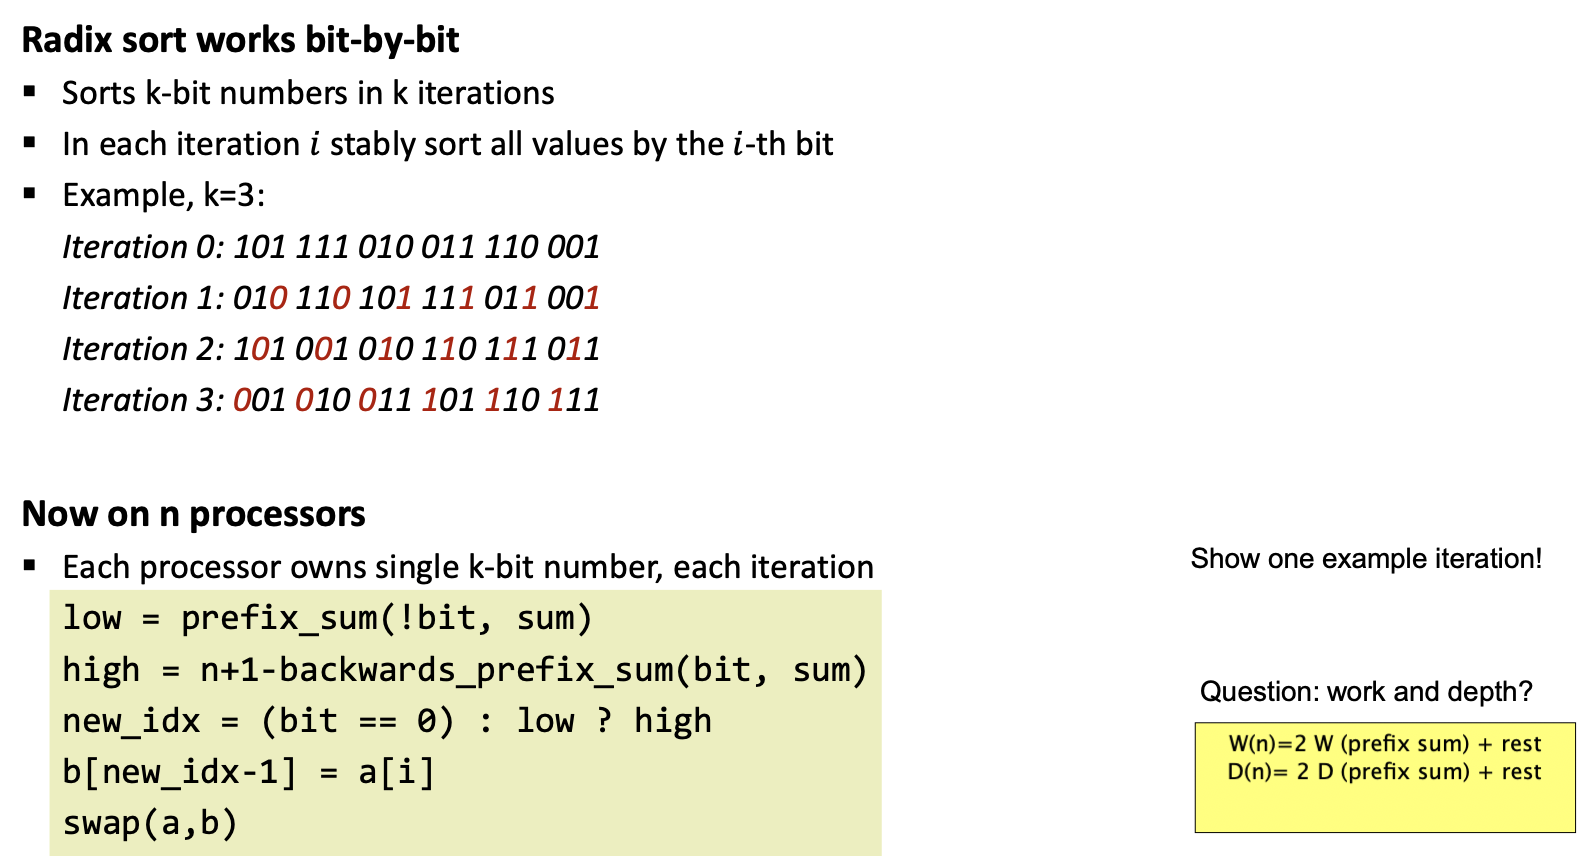 Radix sort works bit-by-bit
▪ Sorts k-bit numbers in k iterations
▪ In each iteration i stably sort all values by the i-th bit
▪ Example, k=3:
Iteration 0: 101 111 010 011 110 001
Iteration 1: 010 110 101 111 011 001
Iteration 2: 101 001 010 110 111 011
Iteration 3: 001 010 011 101 110 111
Now on n processors
▪ Each processor owns single k-bit number, each iteration
low = prefix_sum(!bit, sum)
high = n+1-backwards_prefix_sum(bit, sum)
new_idx = (bit == 0) : low ? high
b[new_idx-1] = a[i]
swap(a,b)
Show one example iteration!
Question: work and depth?
W(n)=2 W (prefix sum) + rest
D(n)= 2 D (prefix sum) + rest